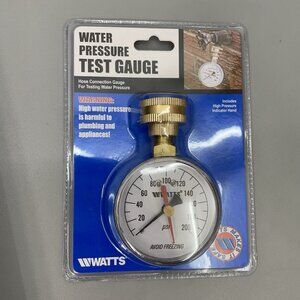 WATER
PRESSURE
TEST GAUGE
Hose Connection Gauge
For Testing Water Pressure
WARNING:
High water pressure
is harmful to
plumbing and
appliances!
Includes
High Pressure
Indicator Hand
20
40
60
80
100
120
140
200
WATTS
psi
AVOID FREEZING
WATTS